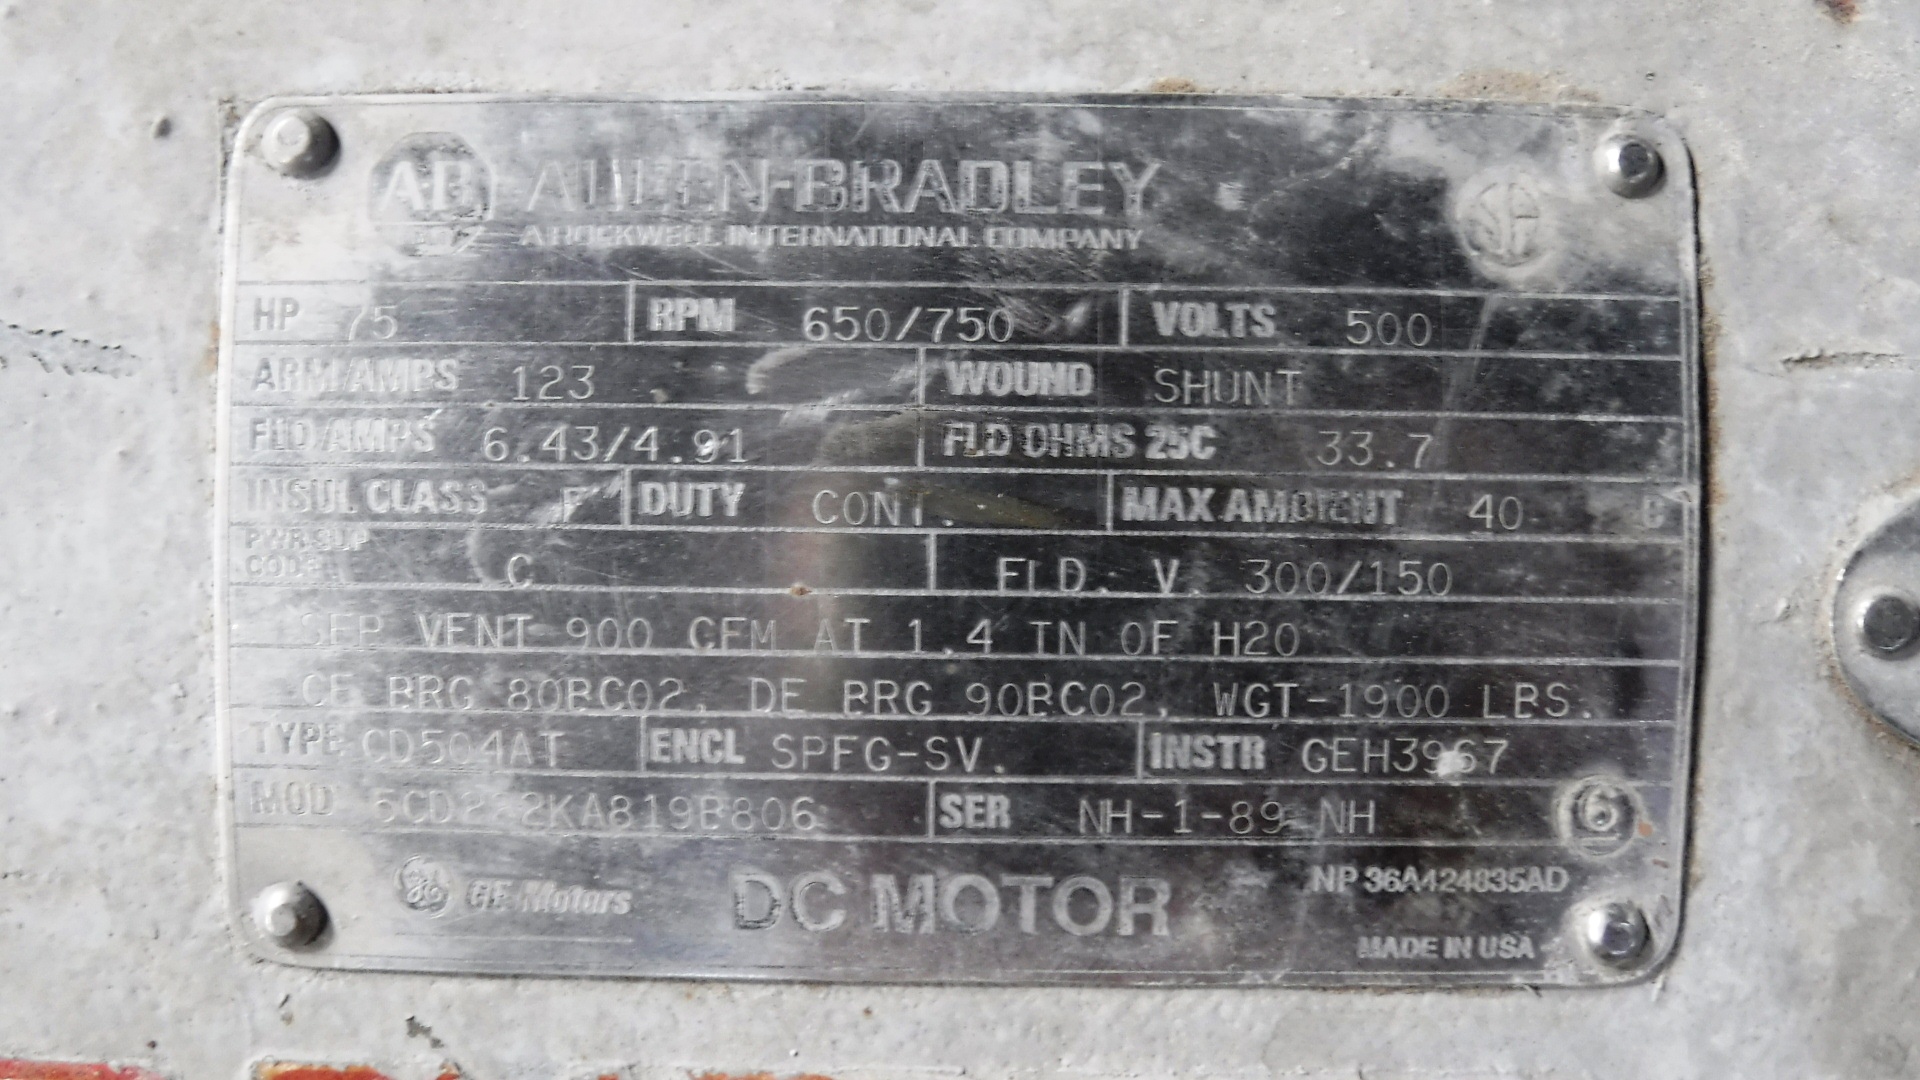 A-B ALLEN-BRADLEY
A ROCKWELL INTERNATIONAL COMPANY
HP 75 RPM 650/750 VOLTS 500
ARM/AMPS 123 WOUND SHUNT
FLD/AMPS 6.43/4.91 FLD OHMS 25C 33.7
INSUL CLASS F DUTY CONT. MAX AMBIENT 40 C
PWR SUP
CODE C FLD. V. 300/150
SEP VENT 900 CFM AT 1.4 IN OF H2O
CE BRG 80BC02, DE BRG 90BC02, WGT-1900 LBS.
TYPE CD504AT ENCL SPFG-SV. INSTR GEH3967
MOD SER NH-1-89 NH 6
GE Motors DC MOTOR NP 36A424835AD
MADE IN USA